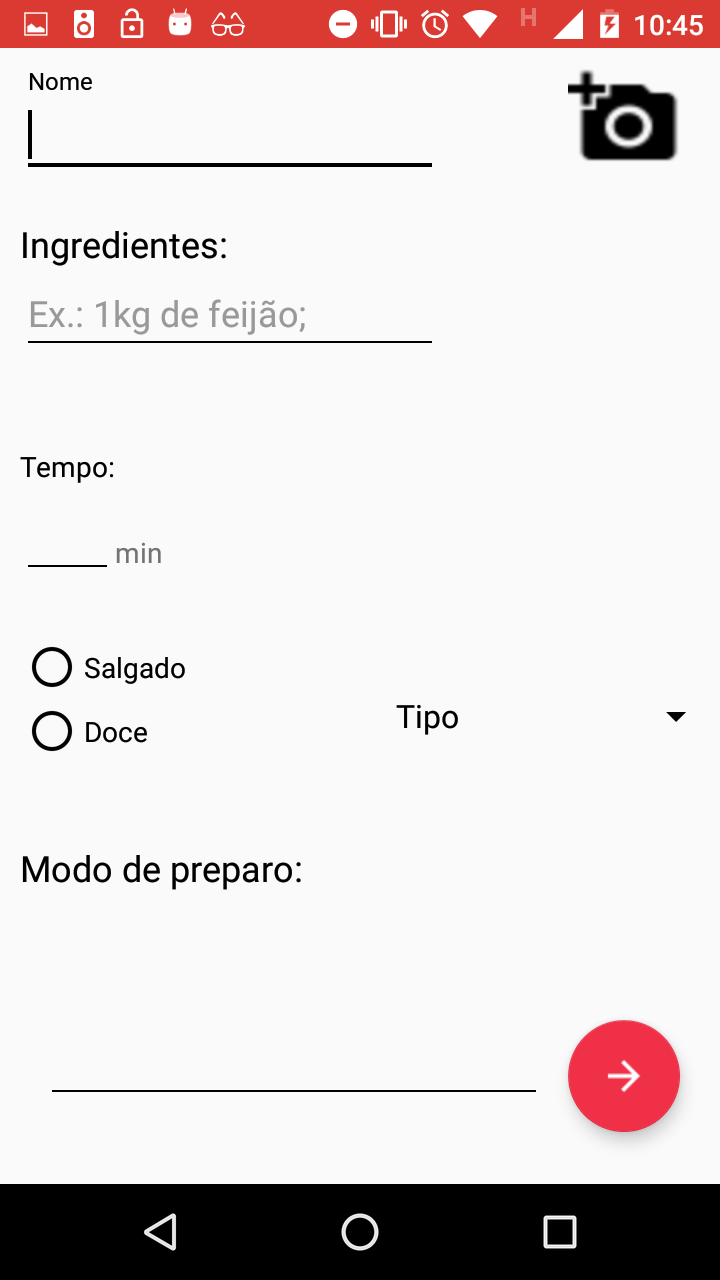 H 10:45
Nome
Ingredientes:
Ex.: 1kg de feijão;
Tempo:
min
Salgado
Doce
Tipo
Modo de preparo: